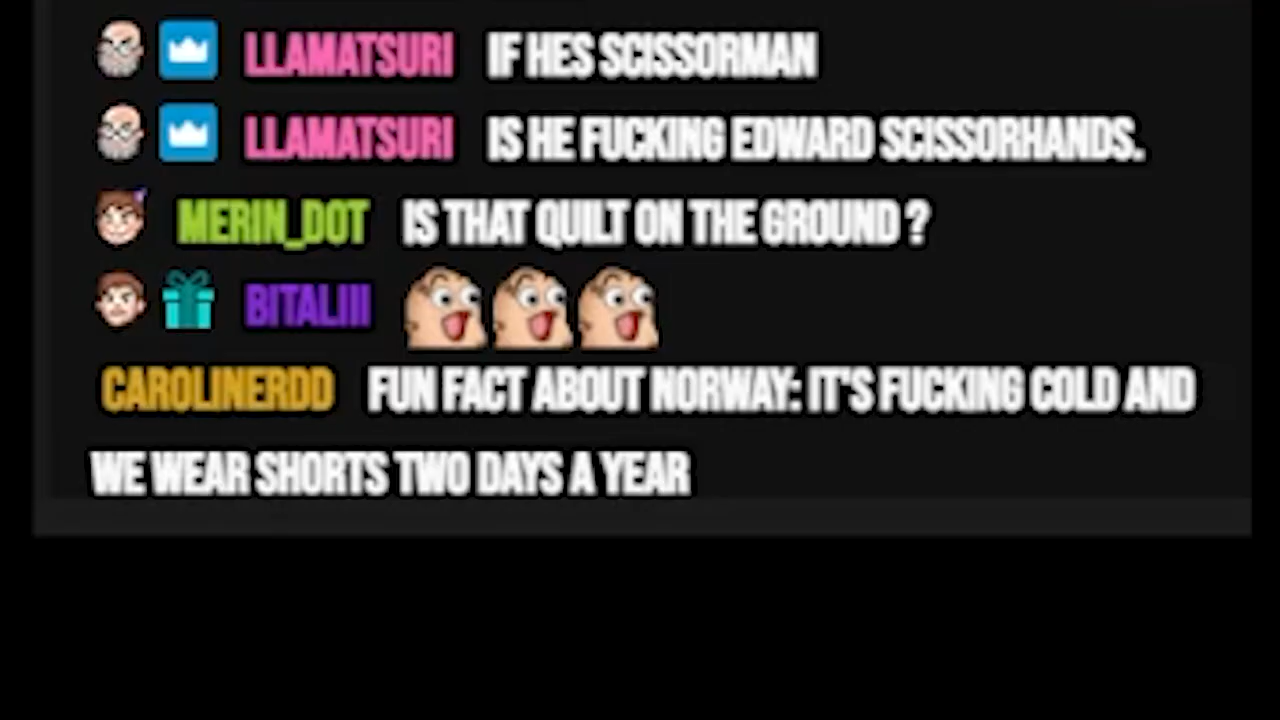 LLAMATSURI IF HES SCISSORMAN
LLAMATSURI IS HE FUCKING EDWARD SCISSORHANDS.
MERIN_DOT IS THAT QUILT ON THE GROUND ?
BITALIII
CAROLINERDD FUN FACT ABOUT NORWAY: IT'S FUCKING COLD AND
WE WEAR SHORTS TWO DAYS A YEAR